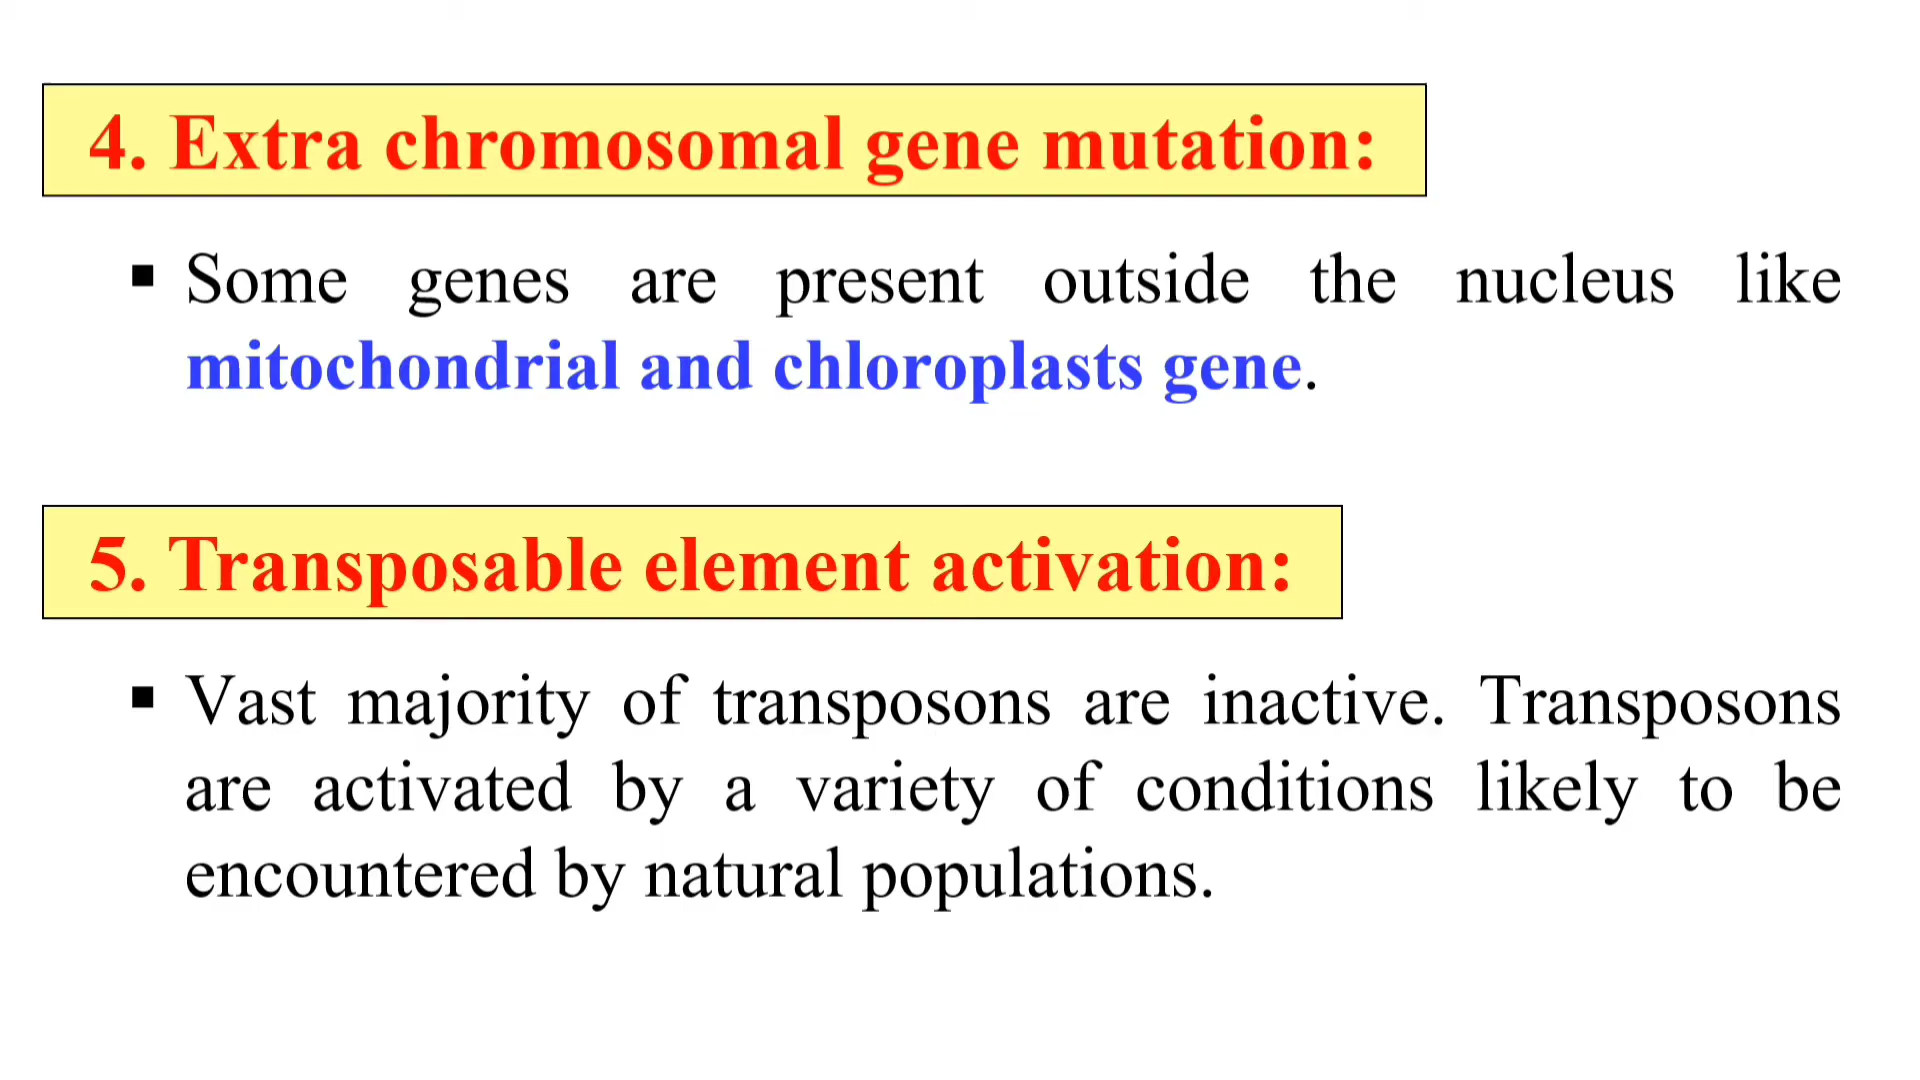 4. Extra chromosomal gene mutation:
▪ Some genes are present outside the nucleus like
mitochondrial and chloroplasts gene.
5. Transposable element activation:
▪ Vast majority of transposons are inactive. Transposons
are activated by a variety of conditions likely to be
encountered by natural populations.